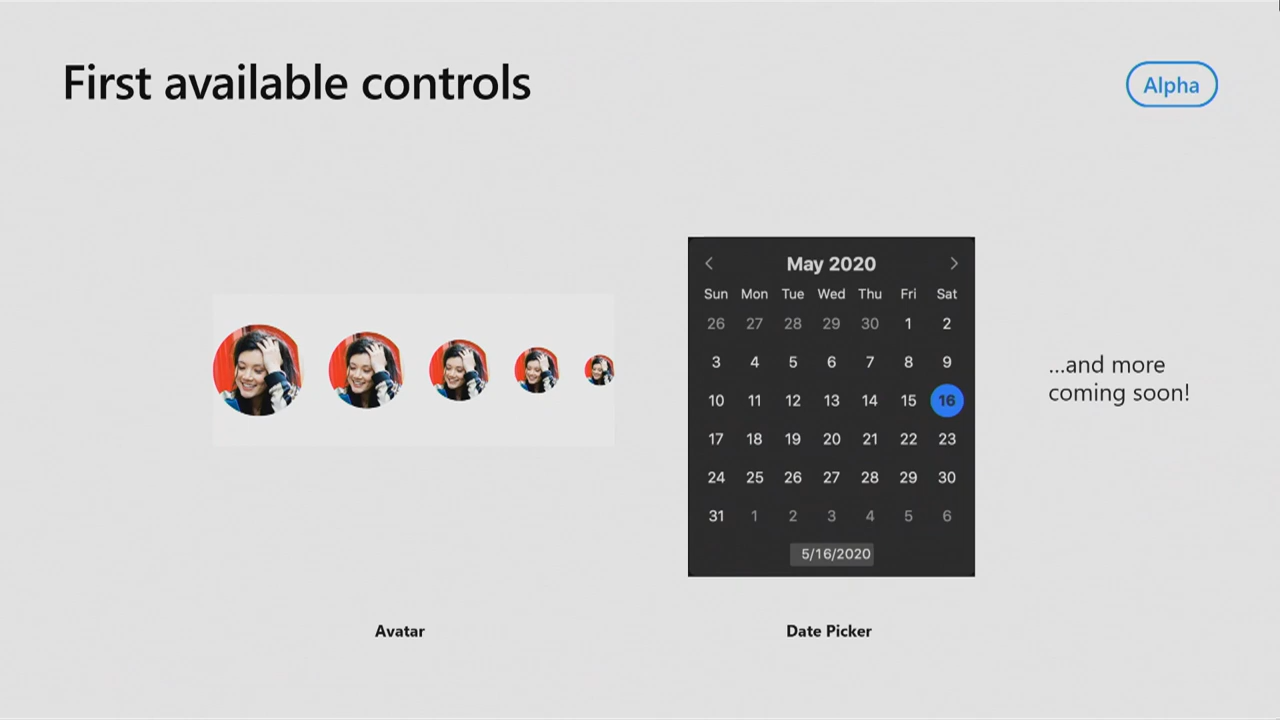 First available controls
Alpha
May 2020
Sun Mon Tue Wed Thu Fri Sat
26 27 28 29 30 1 2
3 4 5 6 7 8 9
10 11 12 13 14 15 16
17 18 19 20 21 22 23
24 25 26 27 28 29 30
31 1 2 3 4 5 6
5/16/2020
...and more
coming soon!
Avatar
Date Picker